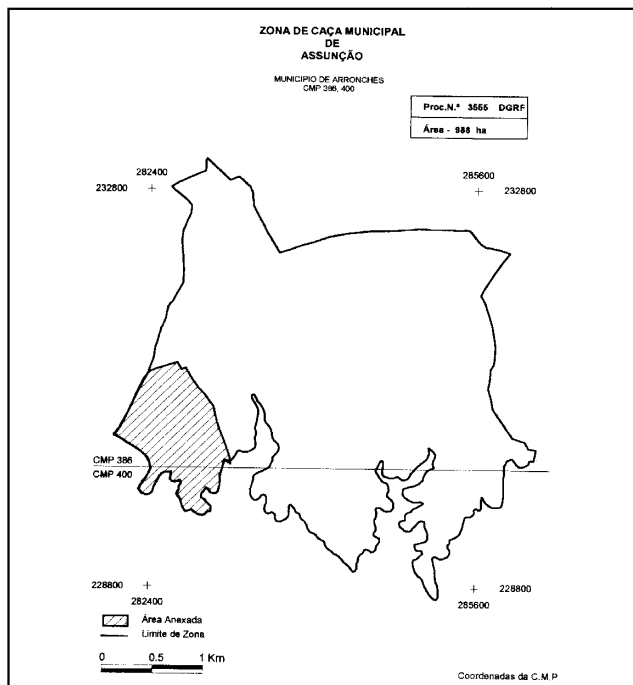 ZONA DE CAÇA MUNICIPAL
DE
ASSUNÇÃO
MUNICIPIO DE ARRONCHES
CMP 386, 400
Proc.N.º 3555 DGRF
Área - 988 ha
282400
232800
285600
232800
CMP 386
CMP 400
228800
282400
228800
285600
Área Anexada
Limite de Zona
0 0.5 1 Km
Coordenadas da C.M.P